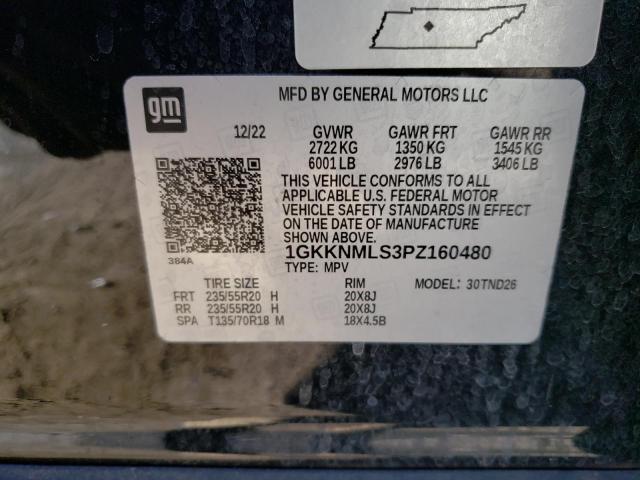 gm
MFD BY GENERAL MOTORS LLC
12/22 GVWR GAWR FRT GAWR RR
2722 KG 1350 KG 1545 KG
6001 LB 2976 LB 3406 LB
THIS VEHICLE CONFORMS TO ALL
APPLICABLE U.S. FEDERAL MOTOR
VEHICLE SAFETY STANDARDS IN EFFECT
ON THE DATE OF MANUFACTURE
SHOWN ABOVE.
384A
1GKKNMLS3PZ160480
TYPE: MPV
TIRE SIZE RIM MODEL: 30TND26
FRT 235/55R20 H 20X8J
RR 235/55R20 H 20X8J
SPA T135/70R18 M 18X4.5B